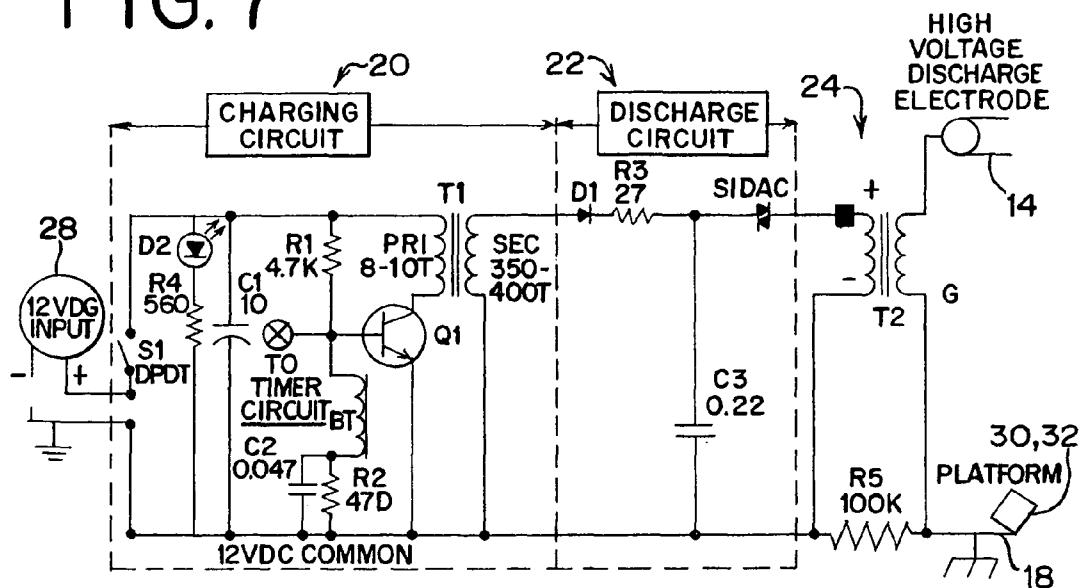 FIG. 7
HIGH
VOLTAGE
DISCHARGE
ELECTRODE
20
22
24
CHARGING
CIRCUIT
DISCHARGE
CIRCUIT
14
28
12 VDG
INPUT
-
+
S1
DPDT
D2
R4
560
C1
10
R1
4.7K
TO
TIMER
CIRCUIT
BT
C2
0.047
R2
47D
Q1
T1
PRI
8-10T
SEC
350-
400T
D1
R3
27
SIDAC
C3
0.22
+
-
T2
G
R5
100K
30,32
PLATFORM
18
12VDC COMMON